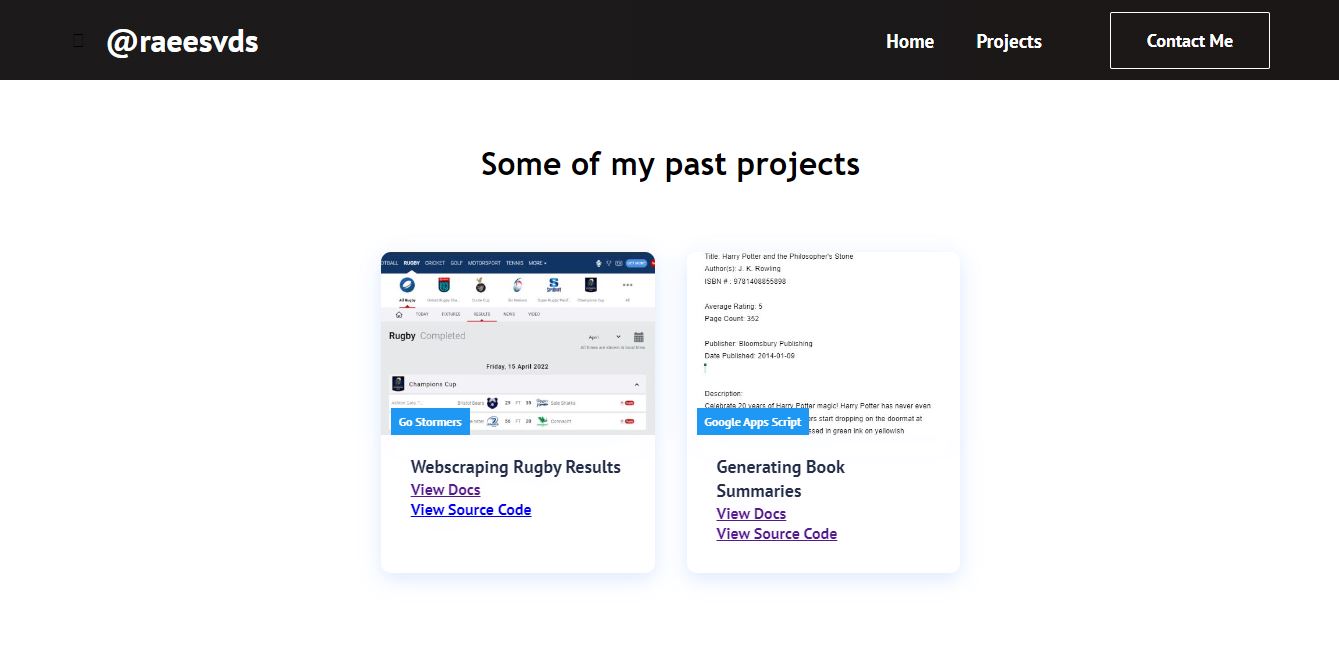 @raeesvds
Home
Projects
Contact Me
Some of my past projects
RUGBY CRICKET GOLF MOTORSPORT TENNIS MORE
All Rugby
Champions Cup
All
TODAY FIXTURES RESULTS NEWS VIDEO
Rugby Completed
April
All times are shown in local time
Friday, 15 April 2022
Champions Cup
Bristol Bears 29 FT 35 Sale Sharks
56 FT 20 Connacht
Go Stormers
Webscraping Rugby Results
View Docs
View Source Code
Title: Harry Potter and the Philosopher's Stone
Author(s): J. K. Rowling
ISBN # : 9781408855898
Average Rating: 5
Page Count: 352
Publisher: Bloomsbury Publishing
Date Published: 2014-01-09
Description:
Celebrate 20 years of Harry Potter magic! Harry Potter has never even
start dropping on the doormat at
in green ink on yellowish
Google Apps Script
Generating Book
Summaries
View Docs
View Source Code